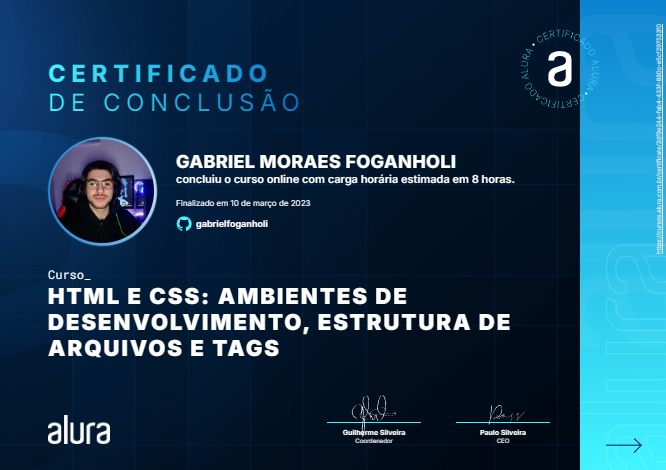 CERTIFICADO
DE CONCLUSÃO
CERTIFICADO ALURA • CERTIFICADO ALURA •
a
GABRIEL MORAES FOGANHOLI
concluiu o curso online com carga horária estimada em 8 horas.
Finalizado em 10 de março de 2023
gabrielfoganholi
Curso_
HTML E CSS: AMBIENTES DE
DESENVOLVIMENTO, ESTRUTURA DE
ARQUIVOS E TAGS
alura
Guilherme Silveira
Coordenador
Paulo Silveira
CEO
alura